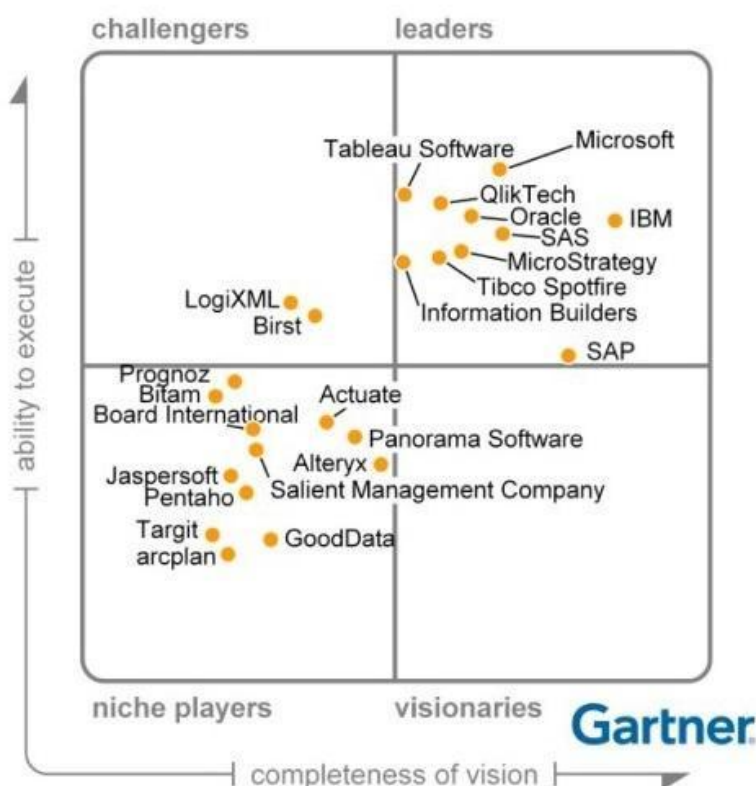 challengers
leaders
Microsoft
Tableau Software
QlikTech
Oracle
IBM
SAS
MicroStrategy
Tibco Spotfire
Information Builders
LogiXML
Birst
SAP
Prognoz
Bitam
Actuate
Board International
Panorama Software
Alteryx
Jaspersoft
Salient Management Company
Pentaho
Targit
GoodData
arcplan
ability to execute
niche players
visionaries
Gartner.
completeness of vision